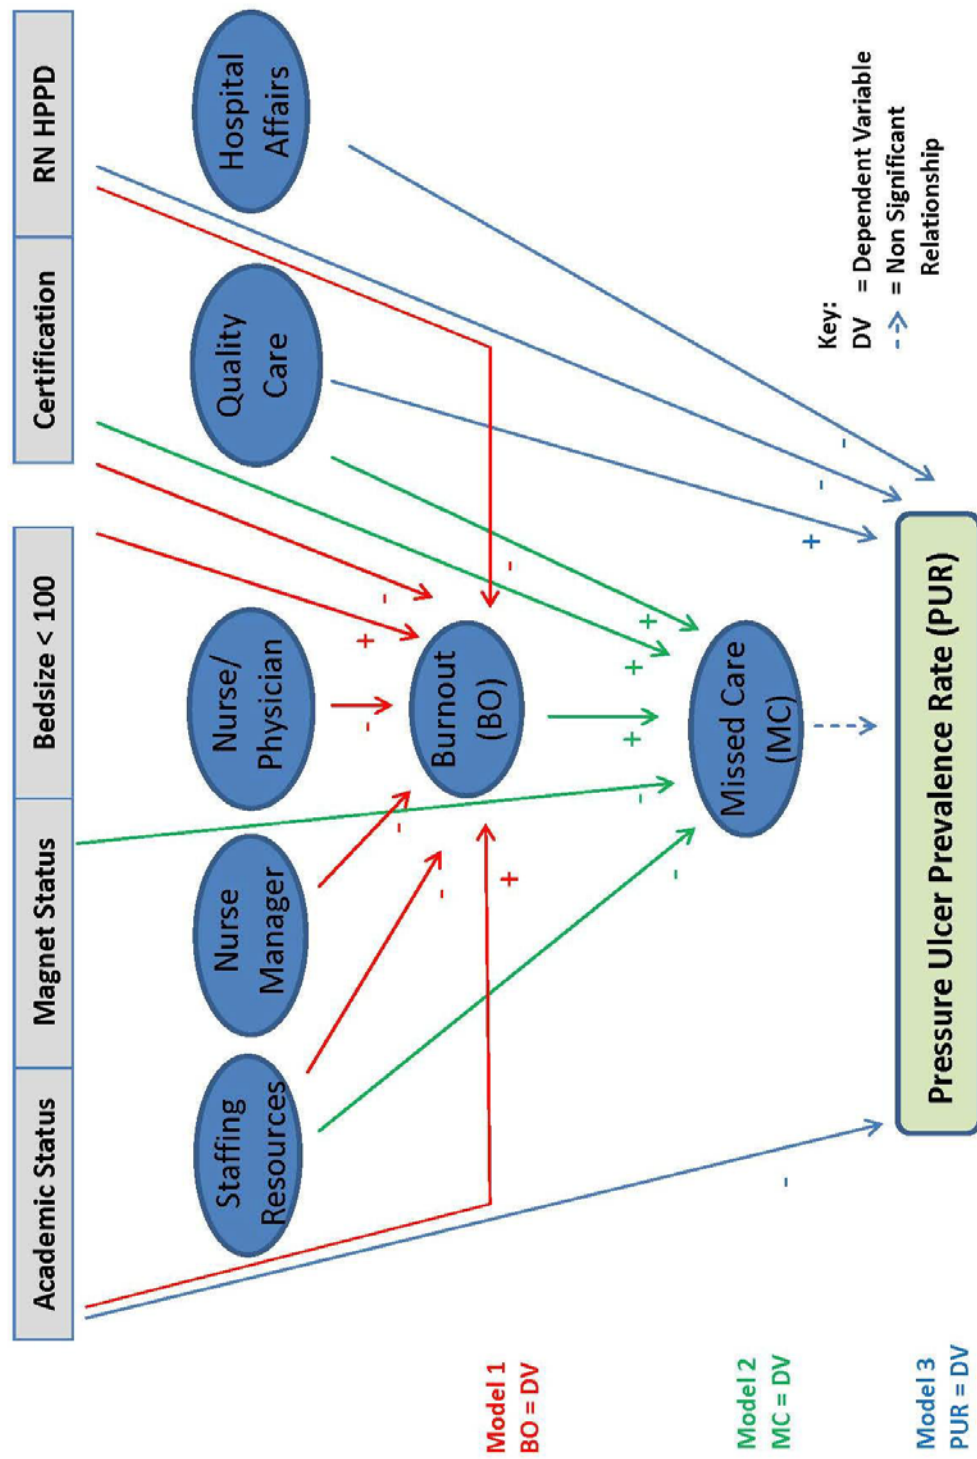 Academic Status
Magnet Status
Bedsize < 100
Certification
RN HPPD
Staffing
Resources
Nurse
Manager
Nurse/
Physician
Quality
Care
Hospital
Affairs
Model 1
BO = DV
+
-
-
-
Burnout
(BO)
+
-
-
Model 2
MC = DV
-
-
+
+
+
Missed Care
(MC)
Model 3
PUR = DV
-
+
-
-
Pressure Ulcer Prevalence Rate (PUR)
Key:
DV = Dependent Variable
--> = Non Significant
Relationship